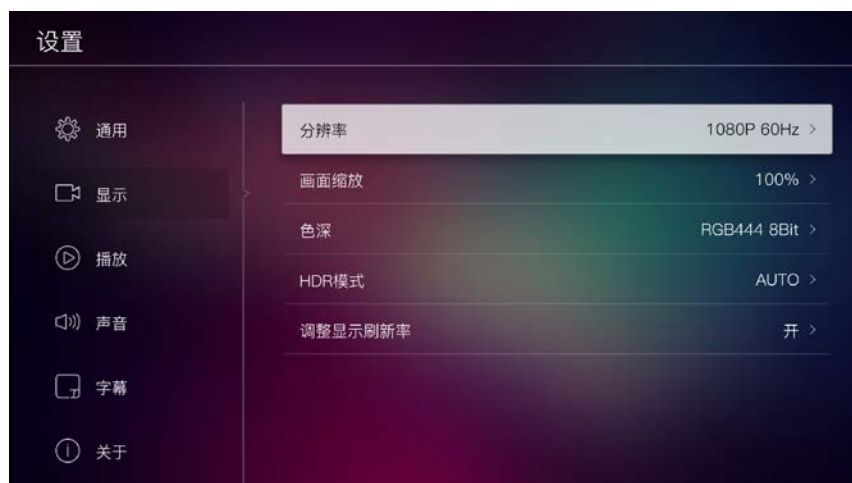 设置
通用
显示
播放
声音
字幕
关于
分辨率 1080P 60Hz >
画面缩放 100% >
色深 RGB444 8Bit >
HDR模式 AUTO >
调整显示刷新率 开 >